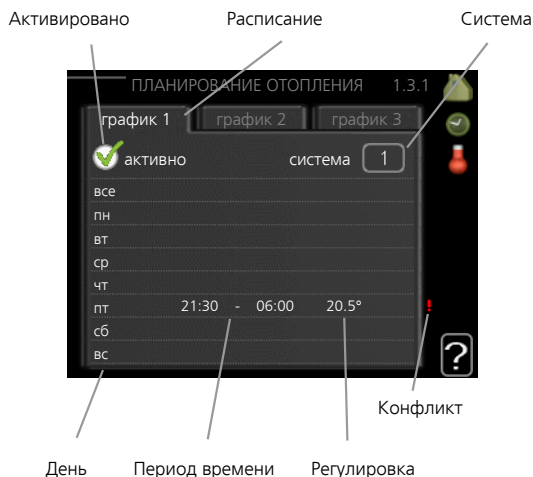 Активировано Расписание Система
ПЛАНИРОВАНИЕ ОТОПЛЕНИЯ 1.3.1
график 1 график 2 график 3
активно система 1
все
пн
вт
ср
чт
пт 21:30 - 06:00 20.5° !
сб
вс
?
Конфликт
День Период времени Регулировка